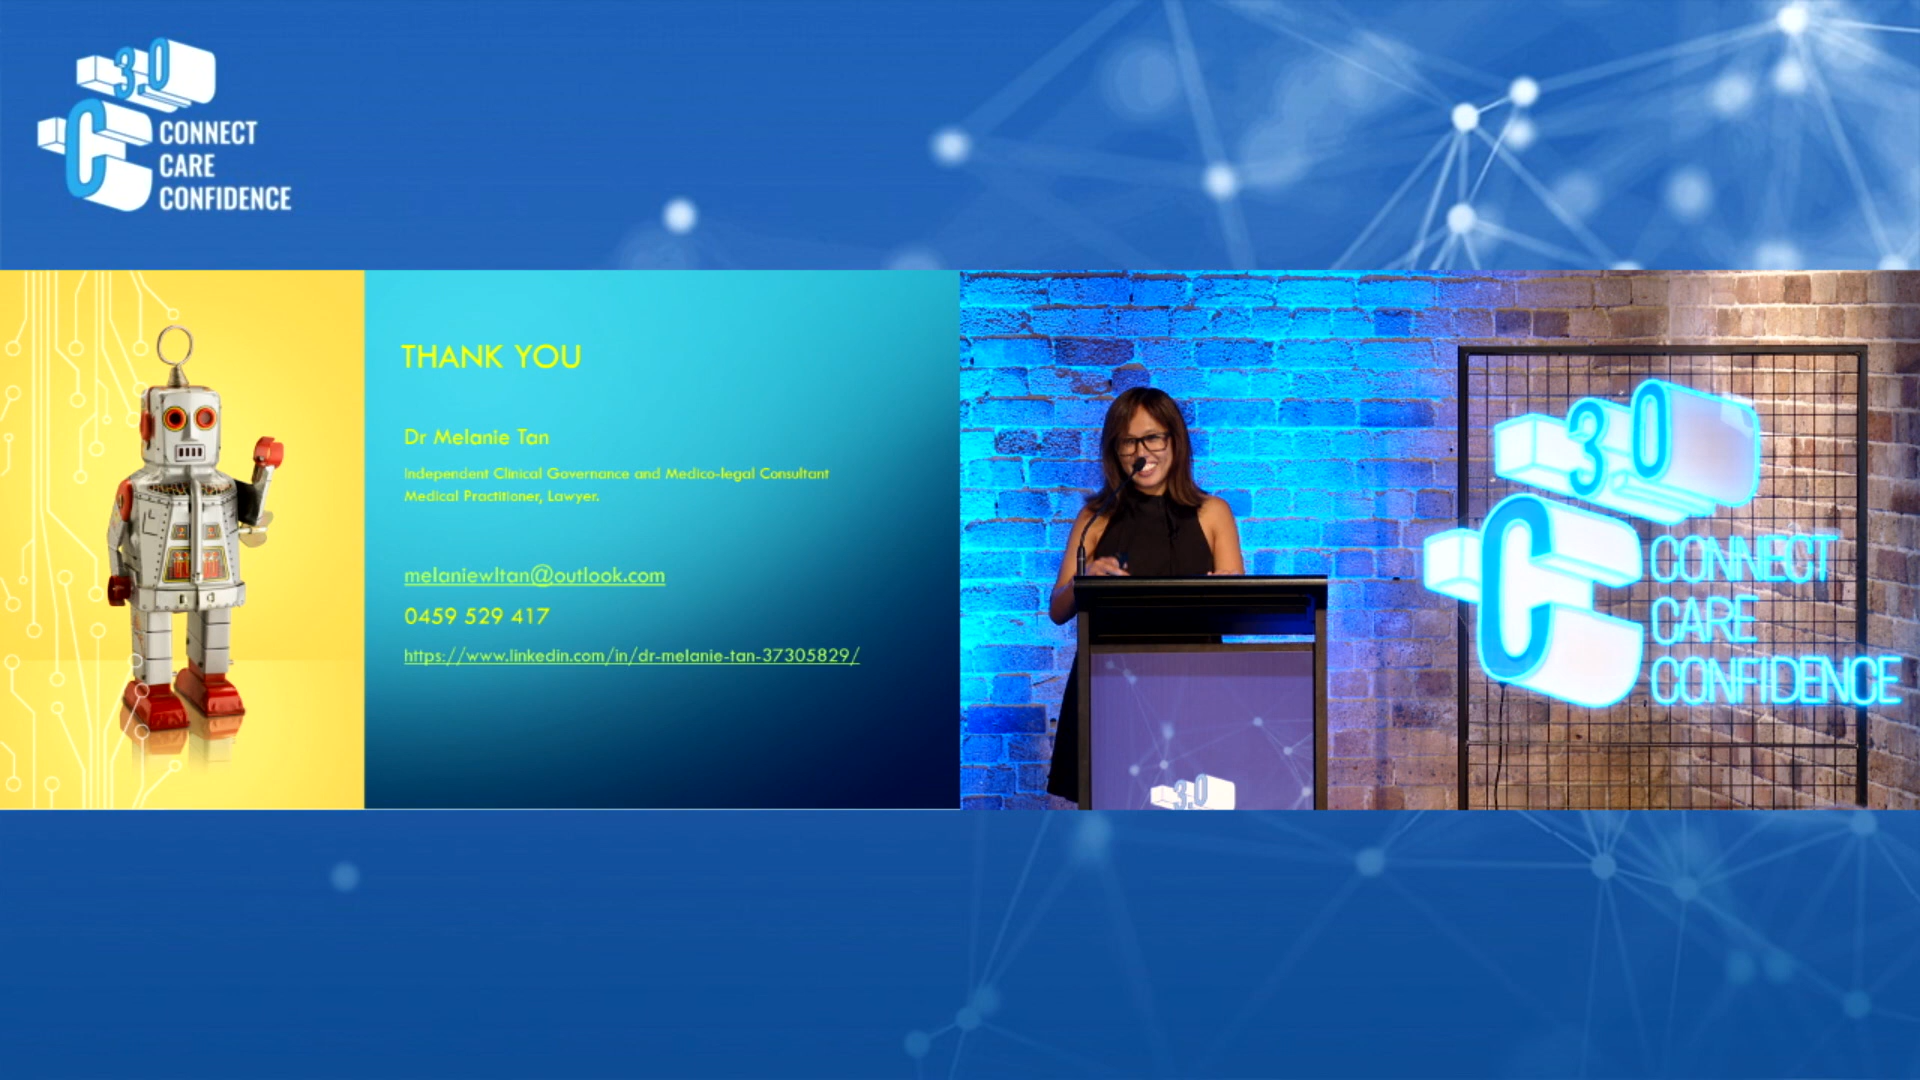 3.0
C
CONNECT
CARE
CONFIDENCE
THANK YOU
Dr Melanie Tan
Independent Clinical Governance and Medico-legal Consultant
Medical Practitioner, Lawyer.
melaniewltan@outlook.com
0459 529 417
https://www.linkedin.com/in/dr-melanie-tan-37305829/
3.0
C
CONNECT
CARE
CONFIDENCE
3.0